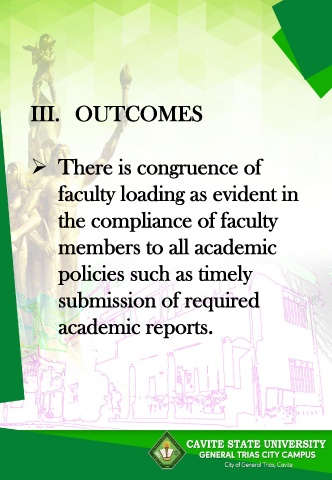 III. OUTCOMES
➢ There is congruence of
faculty loading as evident in
the compliance of faculty
members to all academic
policies such as timely
submission of required
academic reports.
CAVITE STATE UNIVERSITY
GENERAL TRIAS CITY CAMPUS
City of General Trias, Cavite